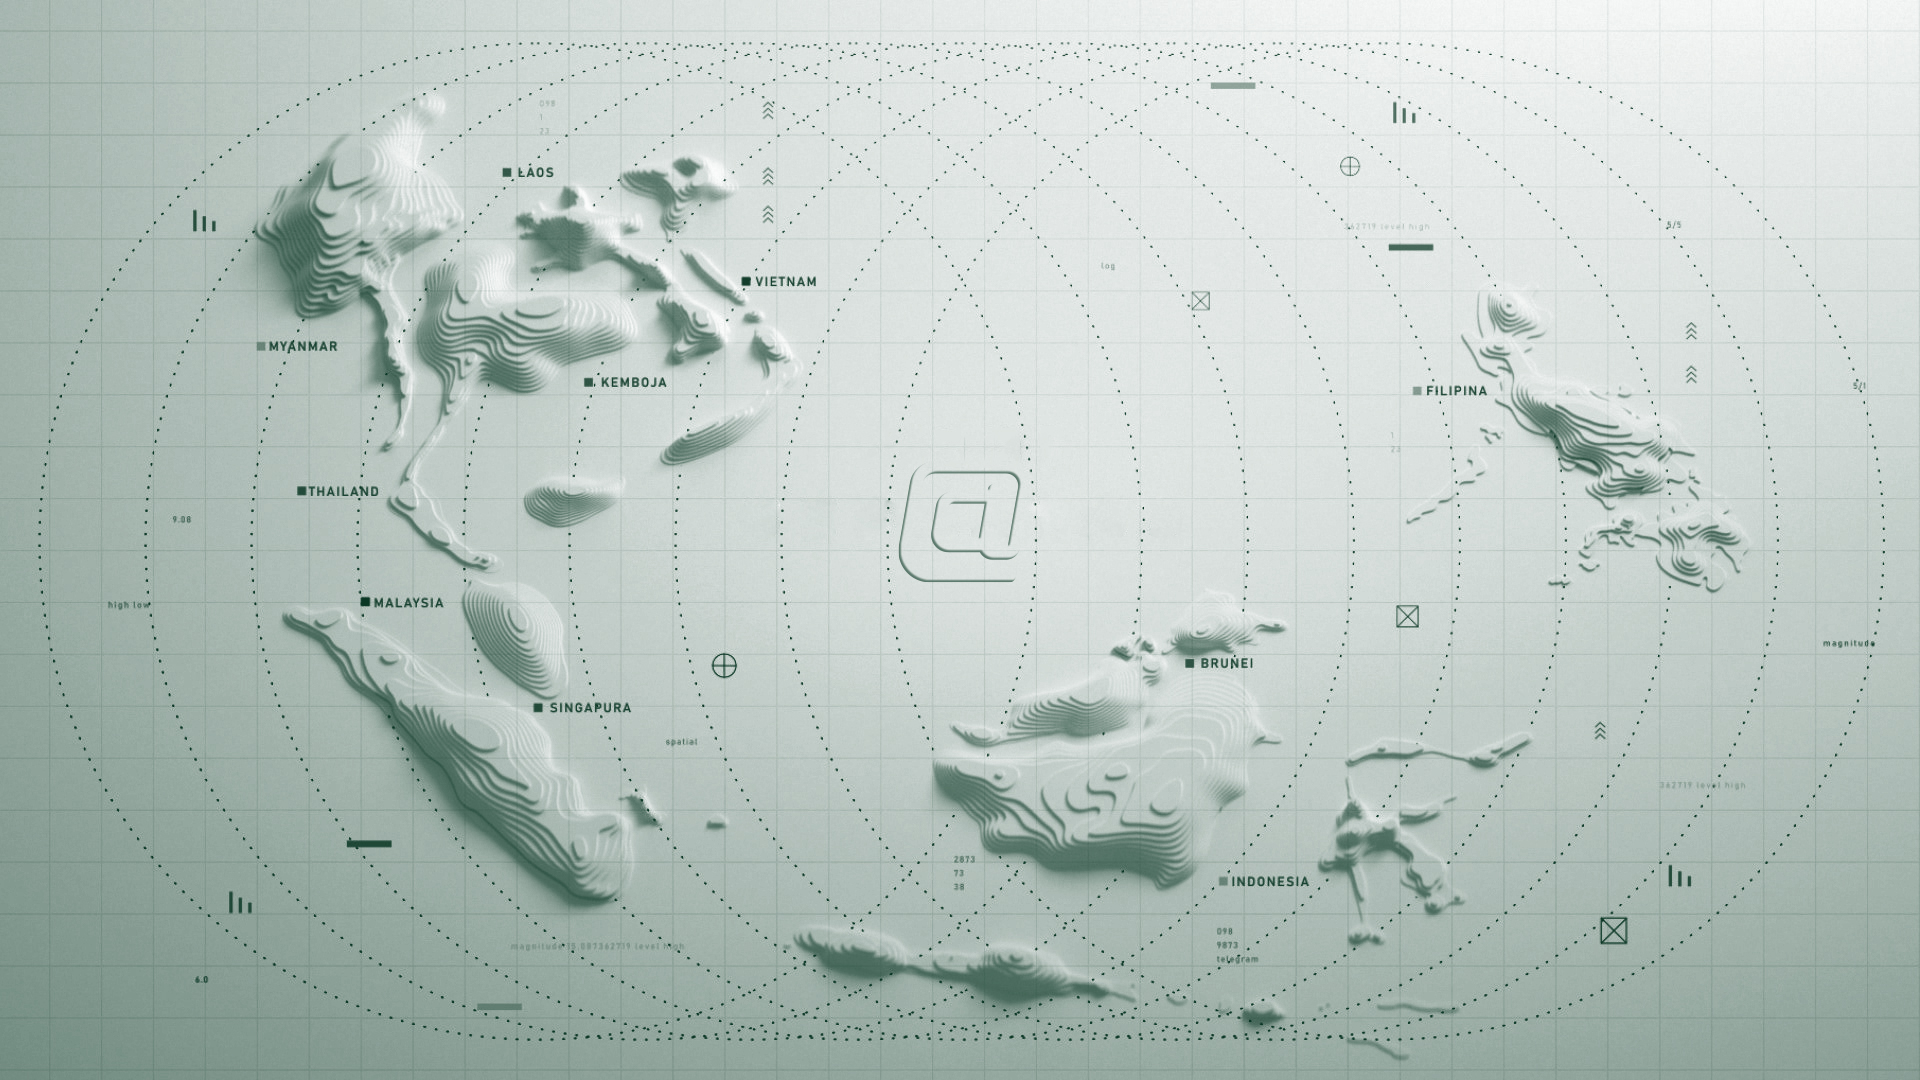 098
1
23
LAOS
362719 level high
5/5
log
VIETNAM
MYANMAR
KEMBOJA
FILIPINA
5/1
1
23
THAILAND
9.08
@
high low
MALAYSIA
magnitude
BRUNEI
SINGAPURA
spatial
362719 level high
2873
73
38
INDONESIA
098
9873
telegram
magnitude 15.087362719 level high
6.0